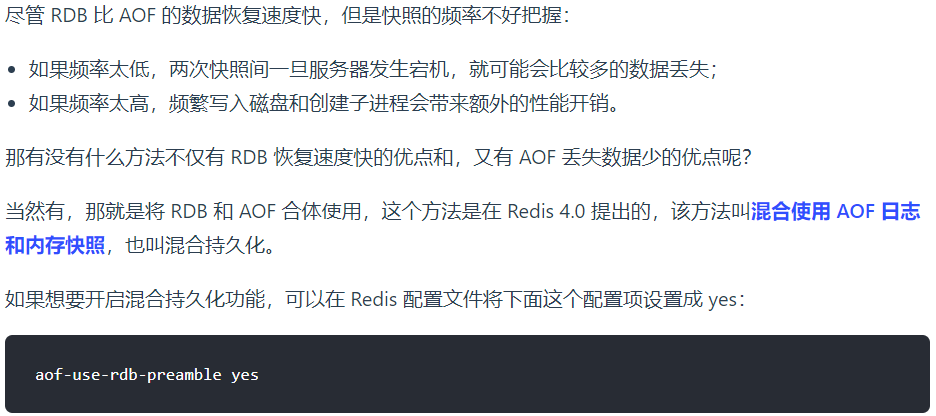 尽管 RDB 比 AOF 的数据恢复速度快，但是快照的频率不好把握：
如果频率太低，两次快照间一旦服务器发生宕机，就可能会比较多的数据丢失；
如果频率太高，频繁写入磁盘和创建子进程会带来额外的性能开销。
那有没有什么方法不仅有 RDB 恢复速度快的优点和，又有 AOF 丢失数据少的优点呢？
当然有，那就是将 RDB 和 AOF 合体使用，这个方法是在 Redis 4.0 提出的，该方法叫混合使用 AOF 日志
和内存快照，也叫混合持久化。
如果想要开启混合持久化功能，可以在 Redis 配置文件将下面这个配置项设置成 yes：
aof-use-rdb-preamble yes